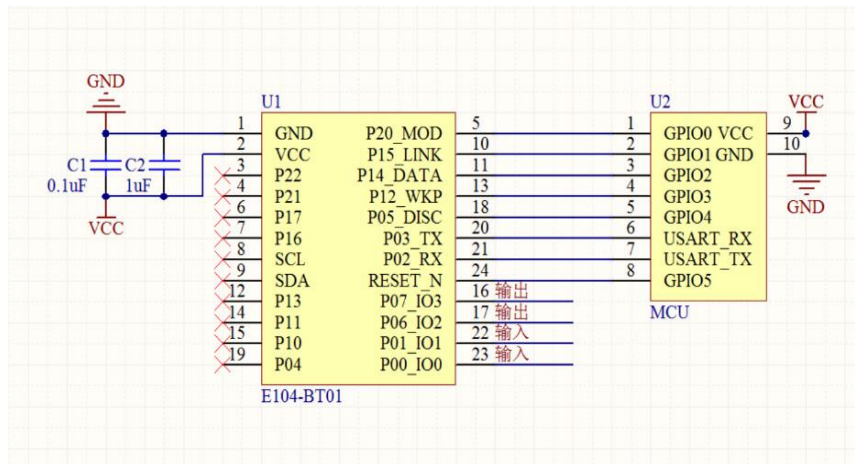 GND
U1
U2
VCC
1 GND P20_MOD 5 1 GPIO0 VCC 9
2 VCC P15_LINK 10 2 GPIO1 GND 10
3 P22 P14_DATA 11 3 GPIO2
4 P21 P12_WKP 13 4 GPIO3
6 P17 P05_DISC 18 5 GPIO4
7 P16 P03_TX 20 6 USART_RX
8 SCL P02_RX 21 7 USART_TX
9 SDA RESET_N 24 8 GPIO5
12 P13 P07_IO3 16 输出
14 P11 P06_IO2 17 输出
15 P10 P01_IO1 22 输入
19 P04 P00_IO0 23 输入
C1 C2
0.1uF 1uF
VCC
GND
MCU
E104-BT01